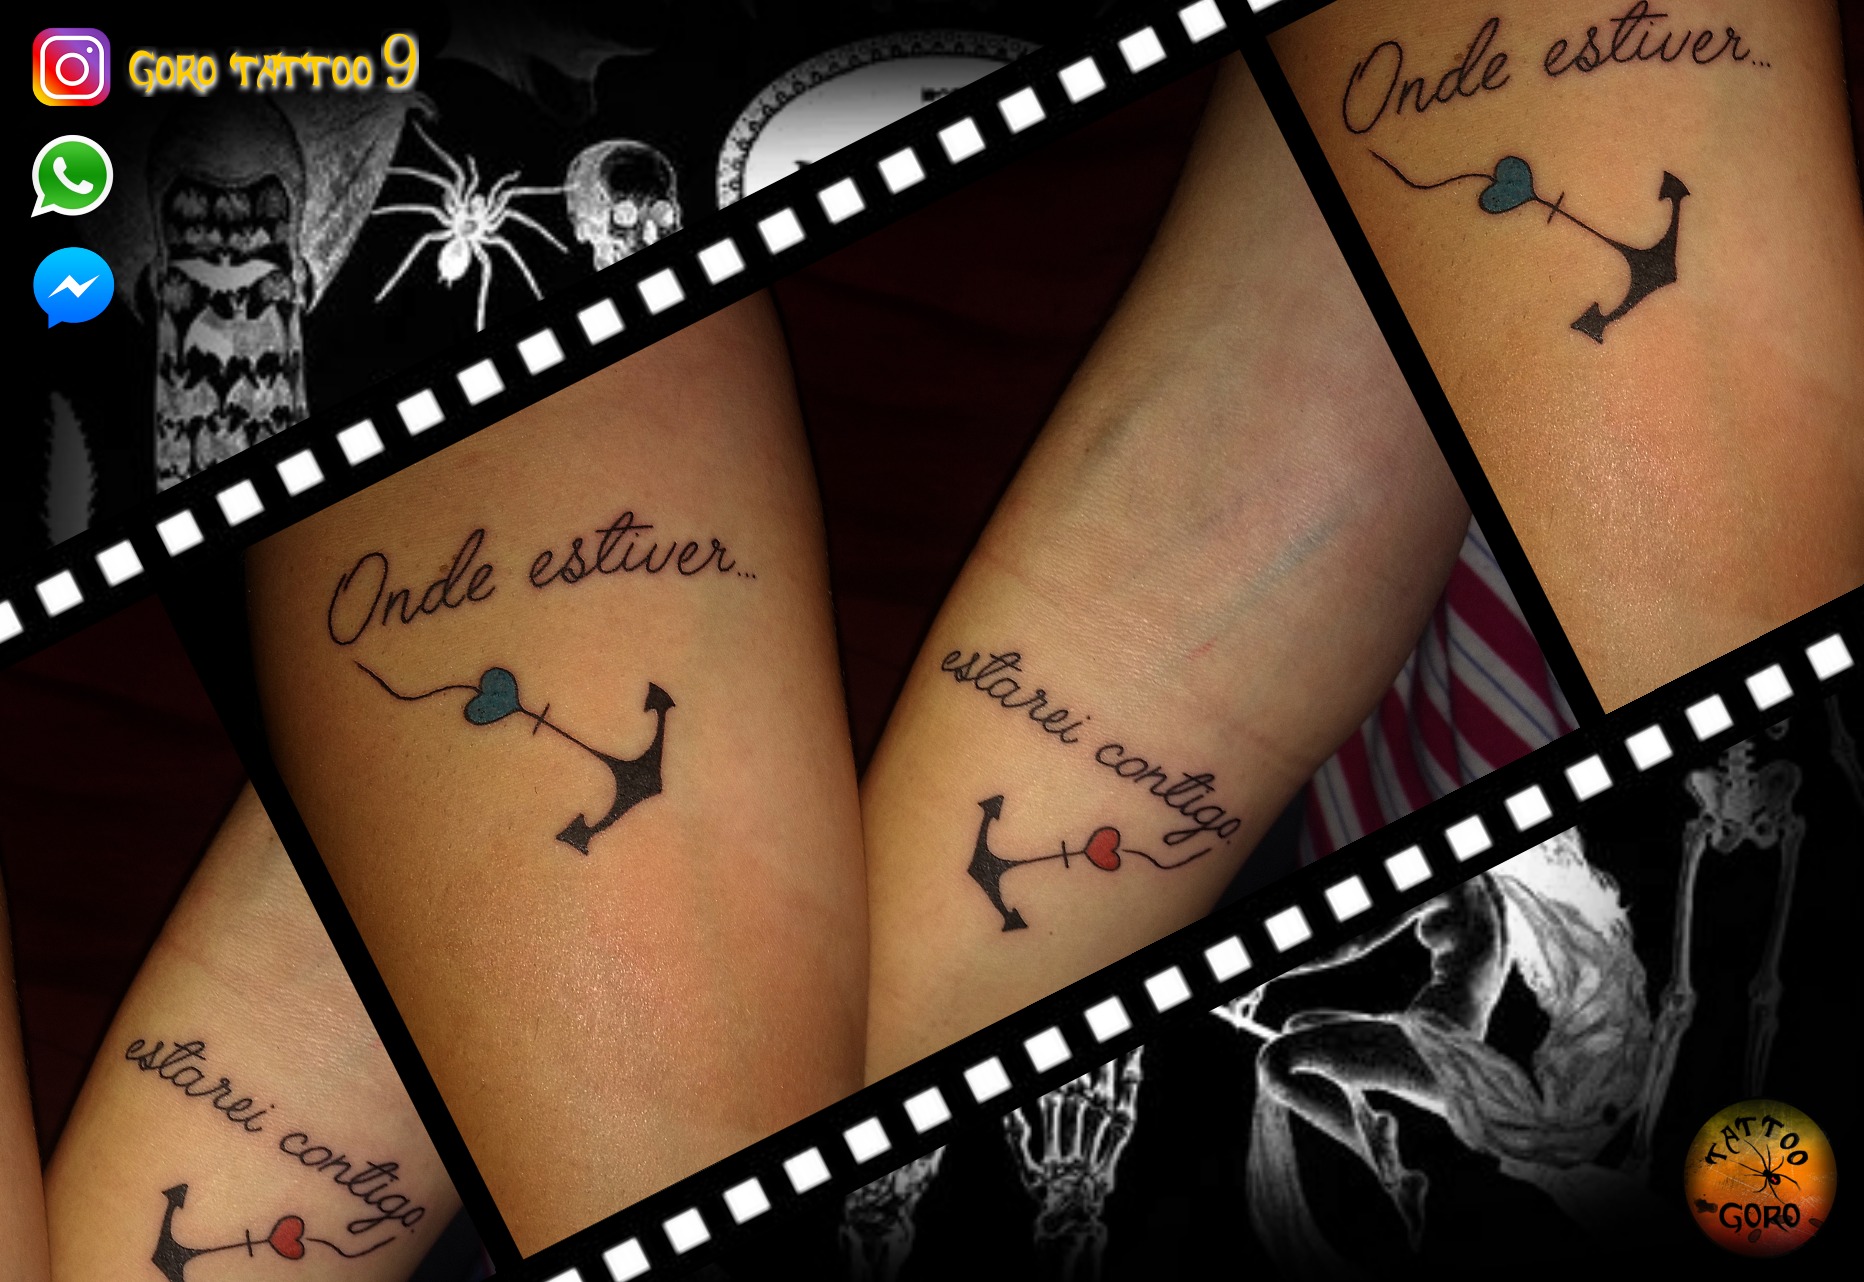 GORO TATTOO 9
Onde estiver...
Onde estiver...
estarei contigo.
estarei contigo.
TATTOO
GORO